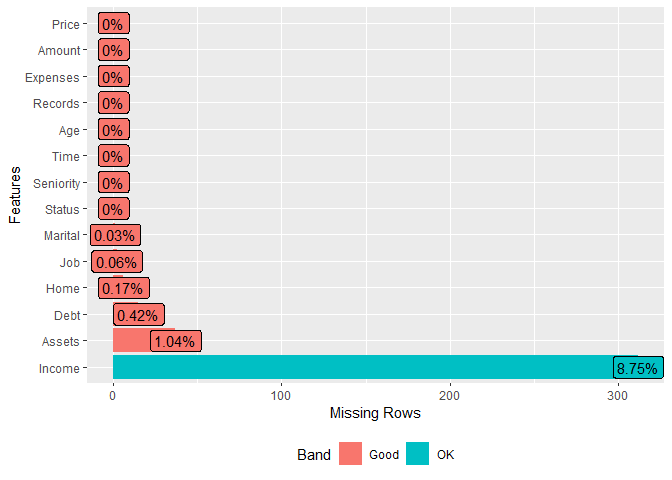 Features
Price 0%
Amount 0%
Expenses 0%
Records 0%
Age 0%
Time 0%
Seniority 0%
Status 0%
Marital 0.03%
Job 0.06%
Home 0.17%
Debt 0.42%
Assets 1.04%
Income 8.75%
0 100 200 300
Missing Rows
Band Good OK